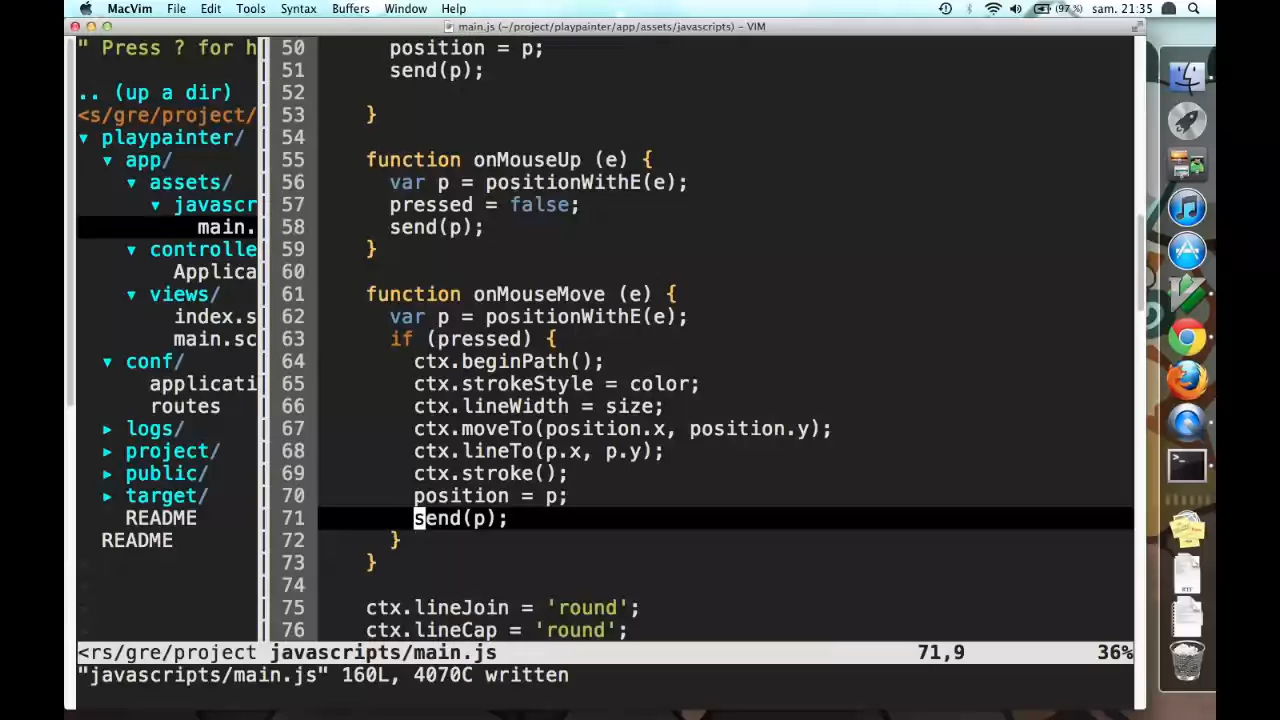 MacVim File Edit Tools Syntax Buffers Window Help (97 %) sam. 21:35
main.js (~/project/playpainter/app/assets/javascripts) – VIM
" Press ? for h
.. (up a dir)
<s/gre/project/
▼ playpainter/
▼ app/
▼ assets/
▼ javascr
main.
▼ controlle
Applica
▼ views/
index.s
main.sc
▼ conf/
applicati
routes
▸ logs/
▸ project/
▸ public/
▸ target/
README
README
50 position = p;
51 send(p);
52
53 }
54
55 function onMouseUp (e) {
56 var p = positionWithE(e);
57 pressed = false;
58 send(p);
59 }
60
61 function onMouseMove (e) {
62 var p = positionWithE(e);
63 if (pressed) {
64 ctx.beginPath();
65 ctx.strokeStyle = color;
66 ctx.lineWidth = size;
67 ctx.moveTo(position.x, position.y);
68 ctx.lineTo(p.x, p.y);
69 ctx.stroke();
70 position = p;
71 send(p);
72 }
73 }
74
75 ctx.lineJoin = 'round';
76 ctx.lineCap = 'round';
<rs/gre/project javascripts/main.js 71,9 36%
"javascripts/main.js" 160L, 4070C written
RTF